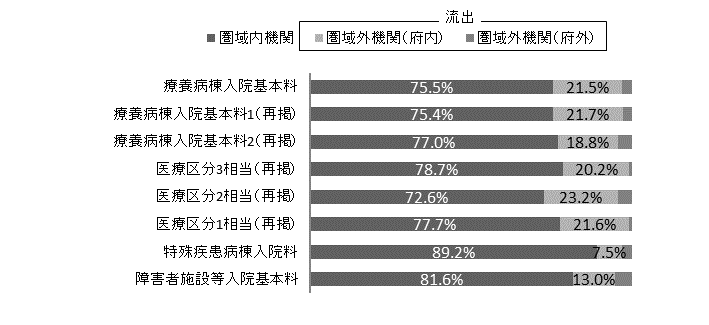 流出
■圏域内機関 ■圏域外機関(府内) ■圏域外機関(府外)
療養病棟入院基本料 75.5% 21.5%
療養病棟入院基本料1(再掲) 75.4% 21.7%
療養病棟入院基本料2(再掲) 77.0% 18.8%
医療区分3相当(再掲) 78.7% 20.2%
医療区分2相当(再掲) 72.6% 23.2%
医療区分1相当(再掲) 77.7% 21.6%
特殊疾患病棟入院料 89.2% 7.5%
障害者施設等入院基本料 81.6% 13.0%